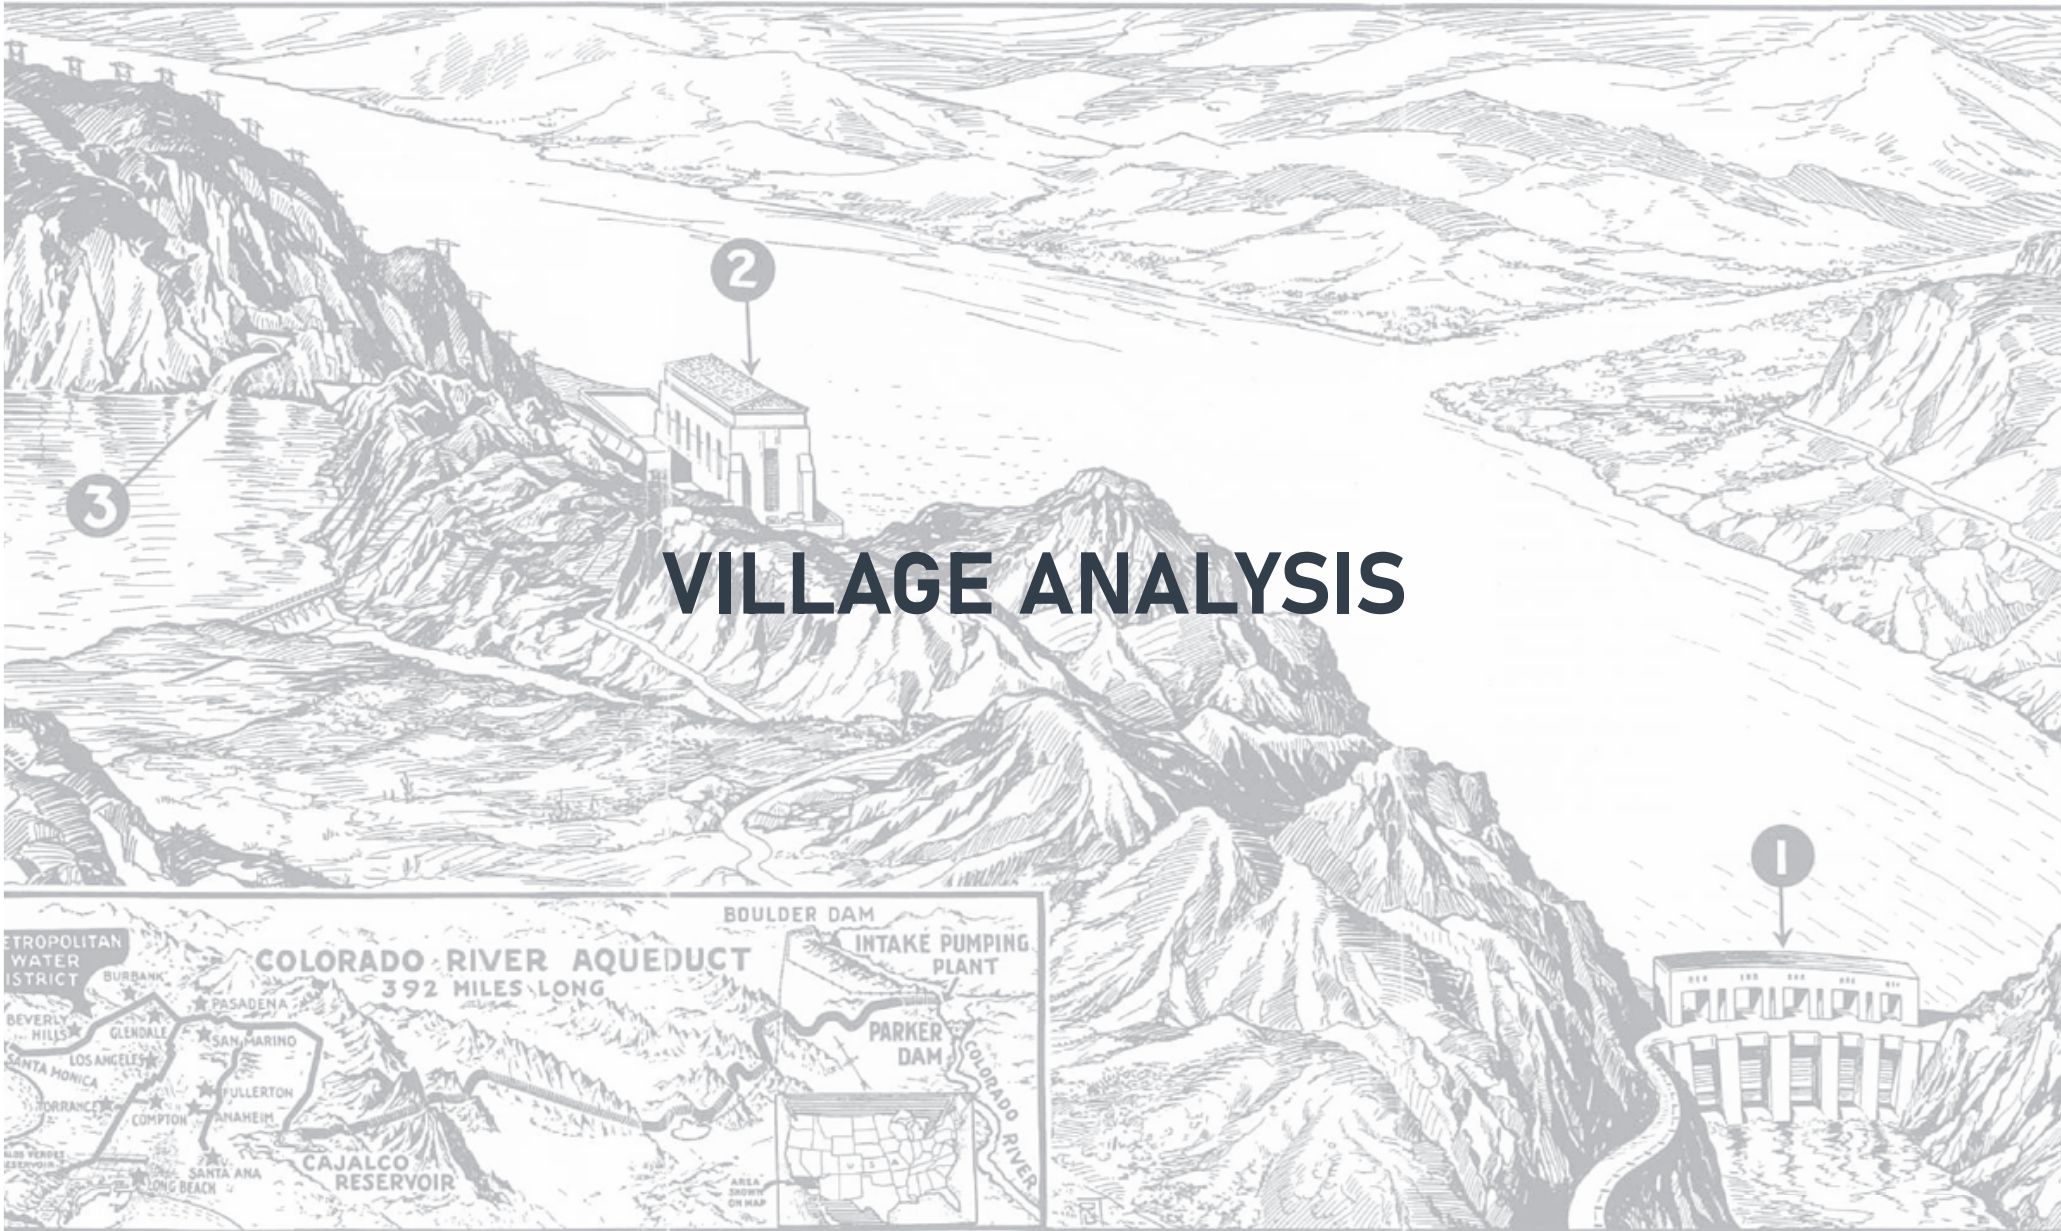 2
3
VILLAGE ANALYSIS
1
BOULDER DAM
ETROPOLITAN
WATER
ISTRICT
COLORADO RIVER AQUEDUCT
392 MILES LONG
INTAKE PUMPING
PLANT
BURBANK
PASADENA
BEVERLY
HILLS
GLENDALE
SAN MARINO
PARKER
DAM
LOS ANGELES
SANTA MONICA
COLORADO RIVER
FULLERTON
TORRANCE
COMPTON
ANAHEIM
CAJALCO
RESERVOIR
SANTA ANA
LONG BEACH
AREA
SHOWN
ON MAP
U S